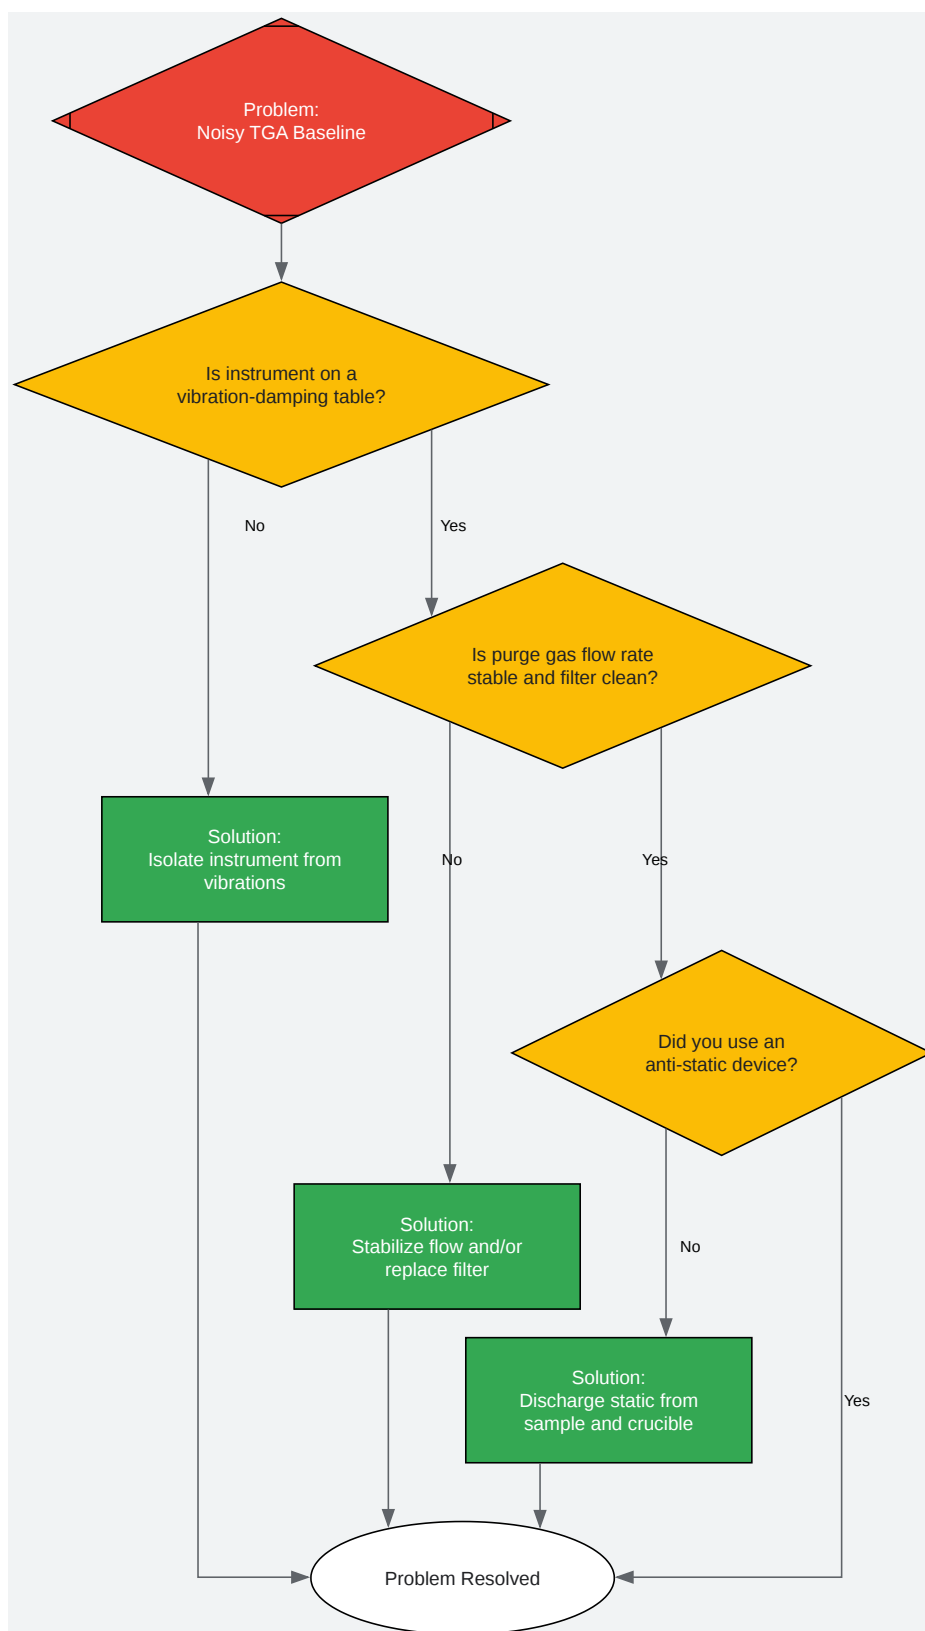 Problem:
Noisy TGA Baseline
Is instrument on a
vibration-damping table?
No
Yes
Is purge gas flow rate
stable and filter clean?
Solution:
Isolate instrument from
vibrations
No
Yes
Did you use an
anti-static device?
Solution:
Stabilize flow and/or
replace filter
No
Solution:
Discharge static from
sample and crucible
Yes
Problem Resolved